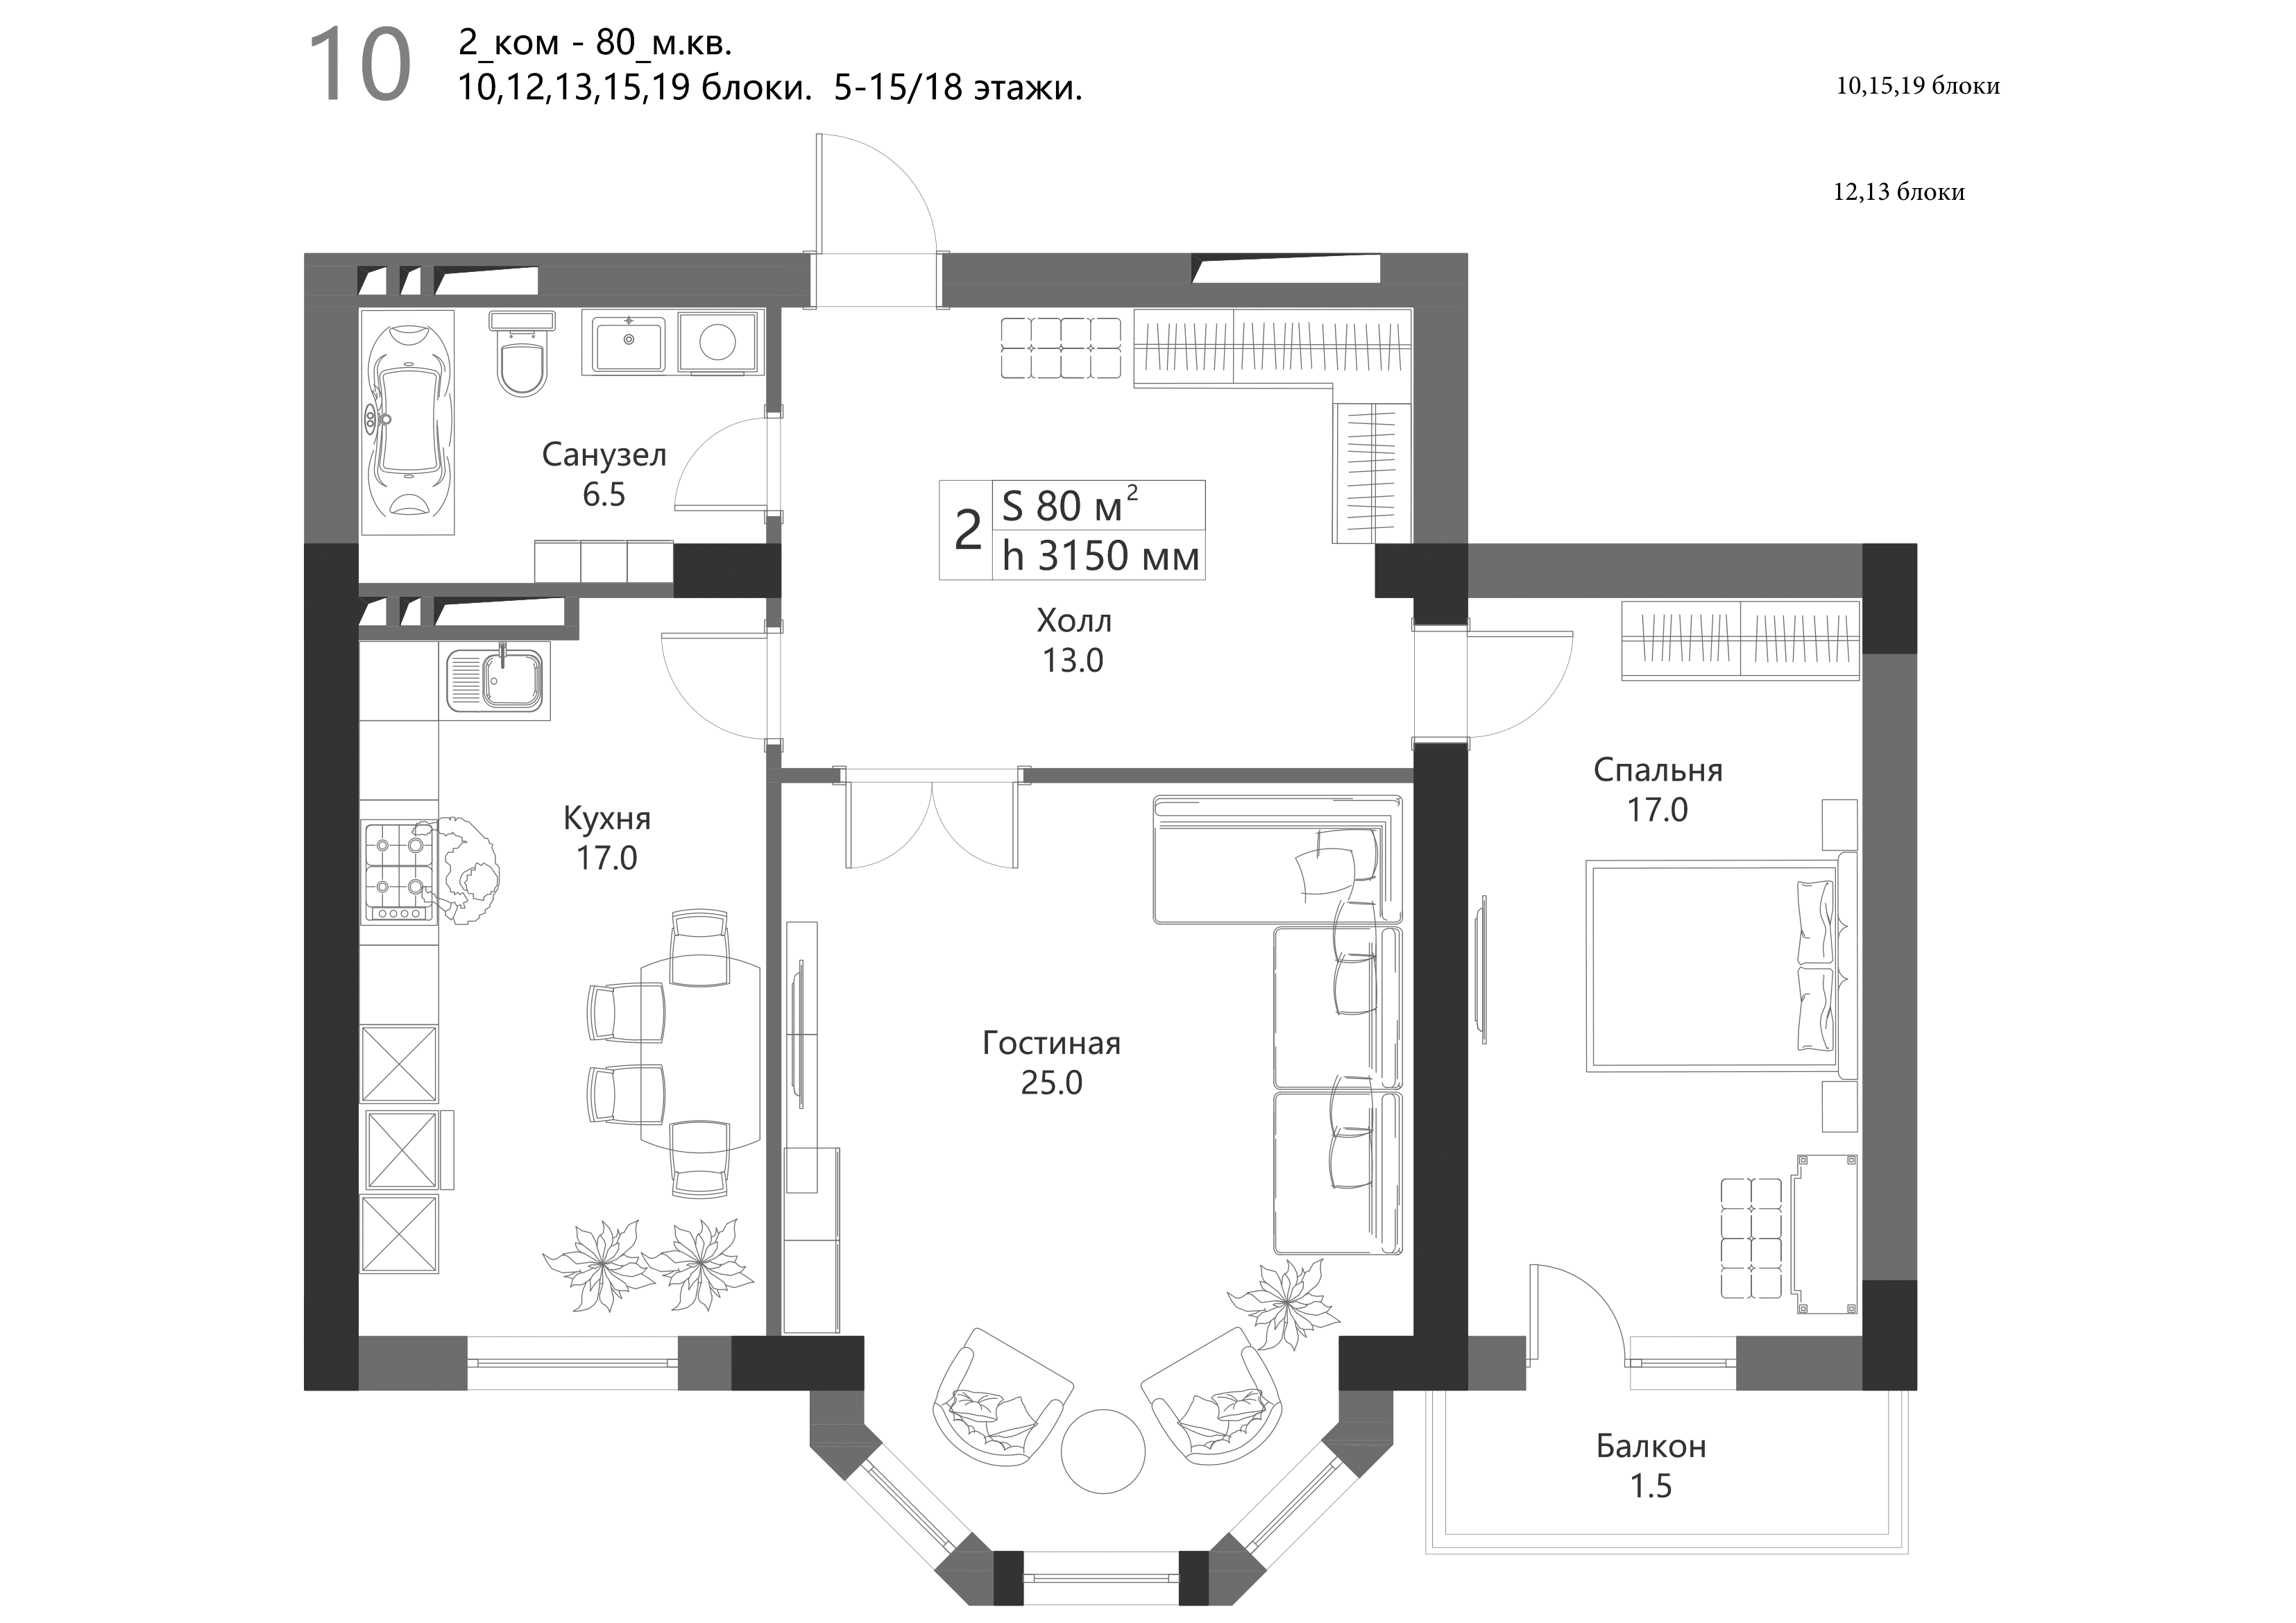 10
2_ком - 80_м.кв.
10,12,13,15,19 блоки. 5-15/18 этажи.
10,15,19 блоки
12,13 блоки
Санузел
6.5
2
S 80 м²
h 3150 мм
Холл
13.0
Спальня
17.0
Кухня
17.0
Гостиная
25.0
Балкон
1.5